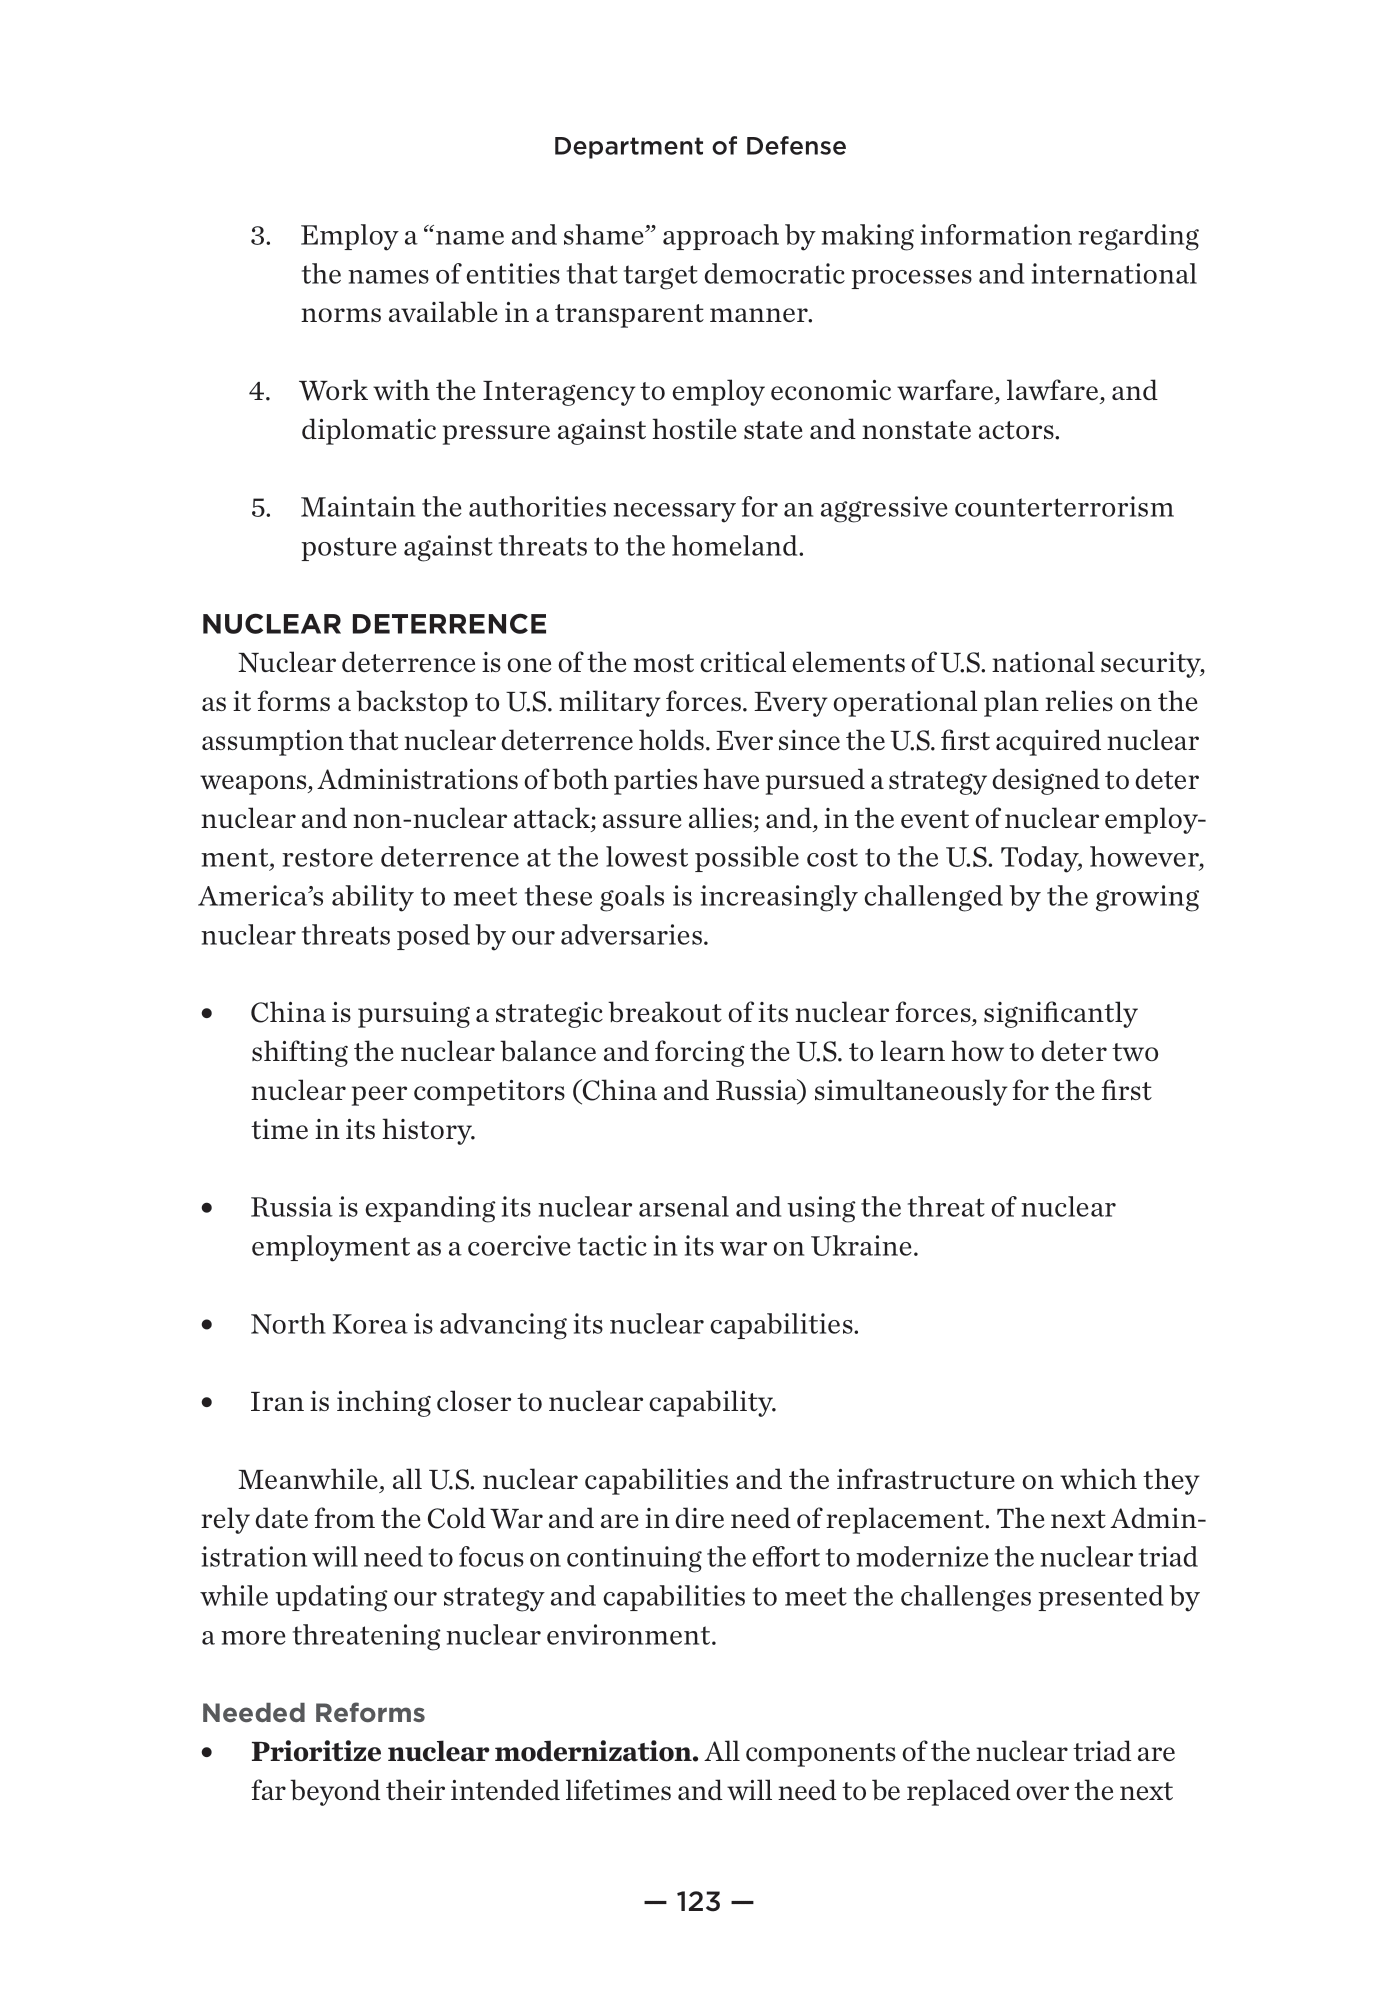 Department of Defense
3. Employ a “name and shame” approach by making information regarding
the names of entities that target democratic processes and international
norms available in a transparent manner.
4. Work with the Interagency to employ economic warfare, lawfare, and
diplomatic pressure against hostile state and nonstate actors.
5. Maintain the authorities necessary for an aggressive counterterrorism
posture against threats to the homeland.
NUCLEAR DETERRENCE
Nuclear deterrence is one of the most critical elements of U.S. national security,
as it forms a backstop to U.S. military forces. Every operational plan relies on the
assumption that nuclear deterrence holds. Ever since the U.S. first acquired nuclear
weapons, Administrations of both parties have pursued a strategy designed to deter
nuclear and non-nuclear attack; assure allies; and, in the event of nuclear employ-
ment, restore deterrence at the lowest possible cost to the U.S. Today, however,
America’s ability to meet these goals is increasingly challenged by the growing
nuclear threats posed by our adversaries.
• China is pursuing a strategic breakout of its nuclear forces, significantly
shifting the nuclear balance and forcing the U.S. to learn how to deter two
nuclear peer competitors (China and Russia) simultaneously for the first
time in its history.
• Russia is expanding its nuclear arsenal and using the threat of nuclear
employment as a coercive tactic in its war on Ukraine.
• North Korea is advancing its nuclear capabilities.
• Iran is inching closer to nuclear capability.
Meanwhile, all U.S. nuclear capabilities and the infrastructure on which they
rely date from the Cold War and are in dire need of replacement. The next Admin-
istration will need to focus on continuing the effort to modernize the nuclear triad
while updating our strategy and capabilities to meet the challenges presented by
a more threatening nuclear environment.
Needed Reforms
• Prioritize nuclear modernization. All components of the nuclear triad are
far beyond their intended lifetimes and will need to be replaced over the next
— 123 —